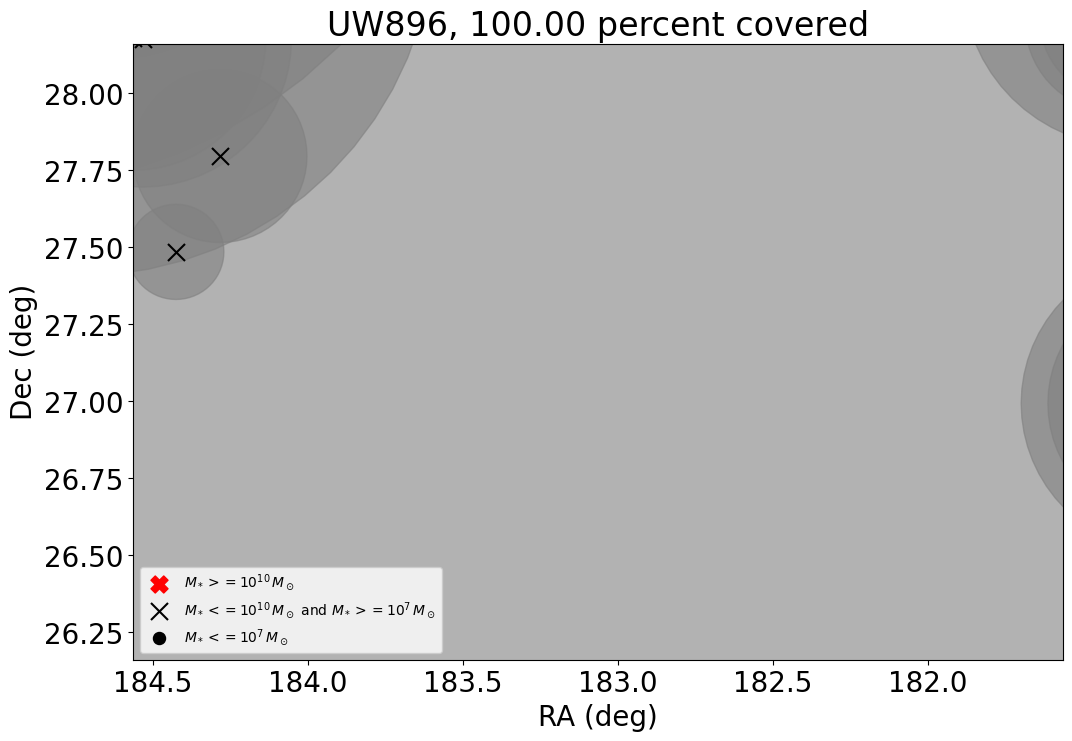 UW896, 100.00 percent covered
28.00
27.75
27.50
27.25
27.00
26.75
26.50
26.25
Dec (deg)
M* >= 10^10 M⊙
M* <= 10^10 M⊙ and M* >= 10^7 M⊙
M* <= 10^7 M⊙
184.5 184.0 183.5 183.0 182.5 182.0
RA (deg)